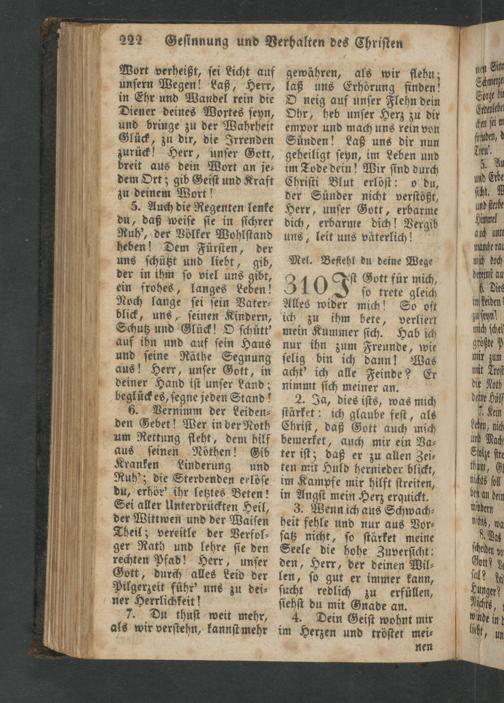 222 Gesinnung und Verhalten des Christen
Wort verheißt, sei Licht auf
unsern Wegen! Laß, Herr,
in Ehr und Wandel rein die
Diener deines Wortes seyn,
und bringe zu der Wahrheit
Glück, zu dir, die Irrenden
zurück! Herr, unser Gott,
breit aus dein Wort an je-
dem Ort; gib Geist und Kraft
zu deinem Wort!
5. Auch die Regenten lenke
du, daß weise sie in sichrer
Ruh', der Völker Wohlstand
heben! Dem Fürsten, der
uns schützt und liebt, gib,
der in ihm so viel uns gibt,
ein frohes, langes Leben!
Noch lange sei sein Vater-
blick, uns, seinen Kindern,
Schutz und Glück! O schütt'
auf ihn und auf sein Haus
und seine Räthe Segnung
aus! Herr, unser Gott, in
deiner Hand ist unser Land;
beglück es, segne jeden Stand!
6. Vernimm der Leiden-
den Gebet! Wer in der Noth
um Rettung fleht, dem hilf
aus seinen Nöthen! Gib
Kranken Linderung und
Ruh'; die Sterbenden erlöse
du, erhör' ihr letztes Beten!
Sei aller Unterdrückten Heil,
der Wittwen und der Waisen
Theil; vereitle der Verfol-
ger Rath und lehre sie den
rechten Pfad! Herr, unser
Gott, durch alles Leid der
Pilgerzeit führ' uns zu dei-
ner Herrlichkeit!
7. Du thust weit mehr,
als wir verstehn, kannst mehr
gewähren, als wir flehn;
laß uns Erhörung finden!
O neig auf unser Flehn dein
Ohr, heb unser Herz zu dir
empor und mach uns rein von
Sünden! Laß uns dir nun
geheiligt seyn, im Leben und
im Tode dein! Wir sind durch
Christi Blut erlöst: o du,
der Sünder nicht verstößt,
Herr, unser Gott, erbarme
dich, erbarme dich! Vergib
uns, leit uns väterlich!
Mel. Befiehl du deine Wege
310 Ist Gott für mich,
so trete gleich
Alles wider mich! So oft
ich zu ihm bete, verliert
mein Kummer sich. Hab ich
nur ihn zum Freunde, wie
selig bin ich dann! Was
acht' ich alle Feinde? Er
nimmt sich meiner an.
2. Ja, dies ists, was mich
stärket: ich glaube fest, als
Christ, daß Gott auch mich
bemerket, auch mir ein Va-
ter ist; daß er zu allen Zei-
ten mit Huld hernieder blickt,
im Kampfe mir hilft streiten,
in Angst mein Herz erquickt.
3. Wenn ich aus Schwach-
heit fehle und nur aus Vor-
satz nicht, so stärket meine
Seele die hohe Zuversicht:
den, Herr, der deinen Wil-
len, so gut er immer kann,
sucht redlich zu erfüllen,
siehst du mit Gnade an.
4. Dein Geist wohnt mir
im Herzen und tröstet mei-
nen